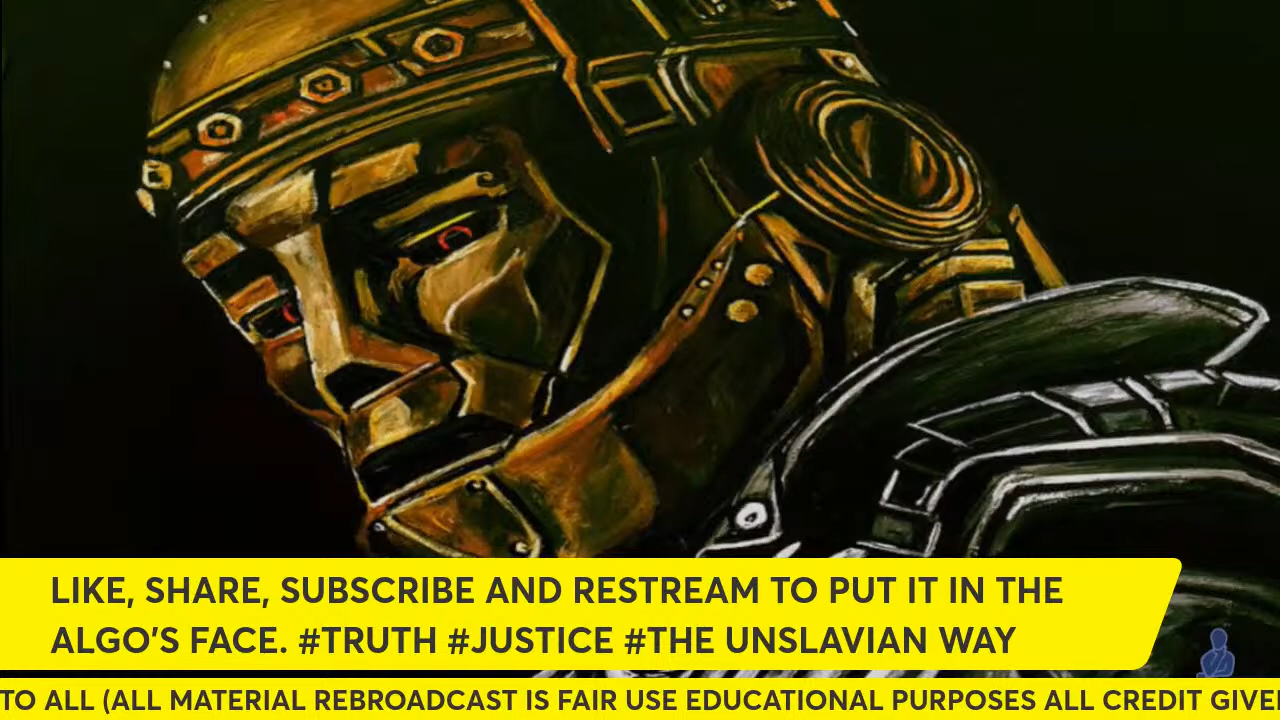 LIKE, SHARE, SUBSCRIBE AND RESTREAM TO PUT IT IN THE
ALGO'S FACE. #TRUTH #JUSTICE #THE UNSLAVIAN WAY
TO ALL (ALL MATERIAL REBROADCAST IS FAIR USE EDUCATIONAL PURPOSES ALL CREDIT